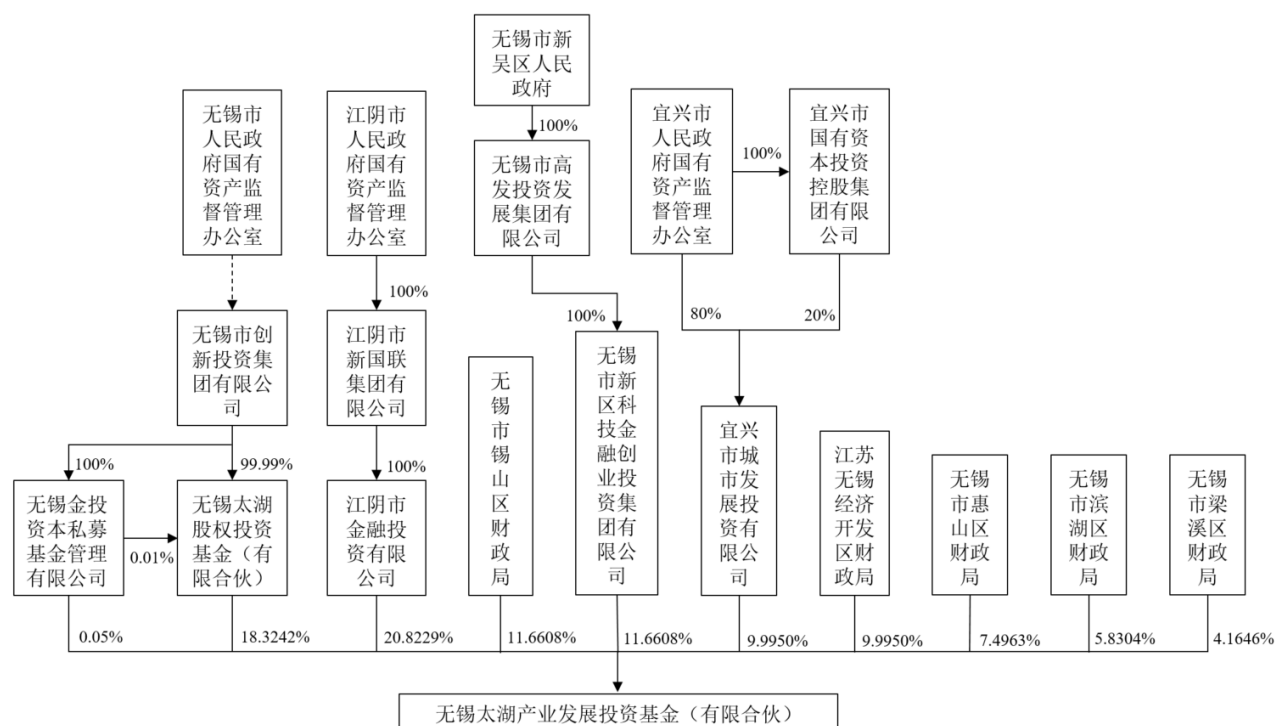 无锡市新
吴区人民
政府
100%
无锡市
人民政
府国有
资产监
督管理
办公室
江阴市
人民政
府国有
资产监
督管理
办公室
无锡市高
发投资发
展集团有
限公司
宜兴市
人民政
府国有
资产监
督管理
办公室
100%
宜兴市
国有资
本投资
控股集
团有限
公司
100%
100%
80%
20%
无锡市创
新投资集
团有限公
司
江阴市
新国联
集团有
限公司
无
锡
市
锡
山
区
财
政
局
无锡
市新
区科
技金
融创
业投
资集
团有
限公
司
宜兴
市城
市发
展投
资有
限公
司
江苏
无锡
经济
开发
区财
政局
无锡
市惠
山区
财政
局
无锡
市滨
湖区
财政
局
无锡
市梁
溪区
财政
局
100%
99.99%
100%
无锡金投
资本私募
基金管理
有限公司
0.01%
无锡太湖
股权投资
基金（有
限合伙）
江阴市
金融投
资有限
公司
0.05%
18.3242%
20.8229%
11.6608%
11.6608%
9.9950%
9.9950%
7.4963%
5.8304%
4.1646%
无锡太湖产业发展投资基金（有限合伙）